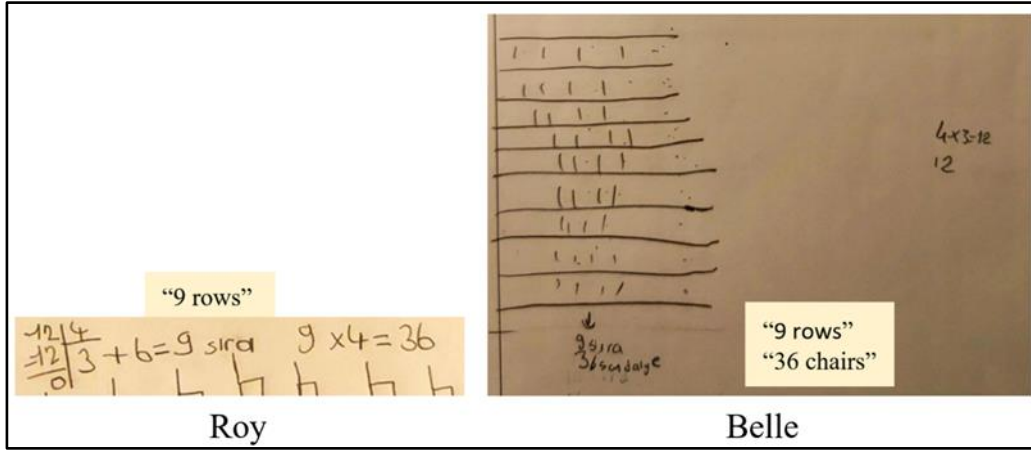 “9 rows”
12 4
-12 3 + 6 = 9 sıra 9 x 4 = 36
0
Roy
4x3=12
12
9 sıra
36 sandalye
“9 rows”
“36 chairs”
Belle